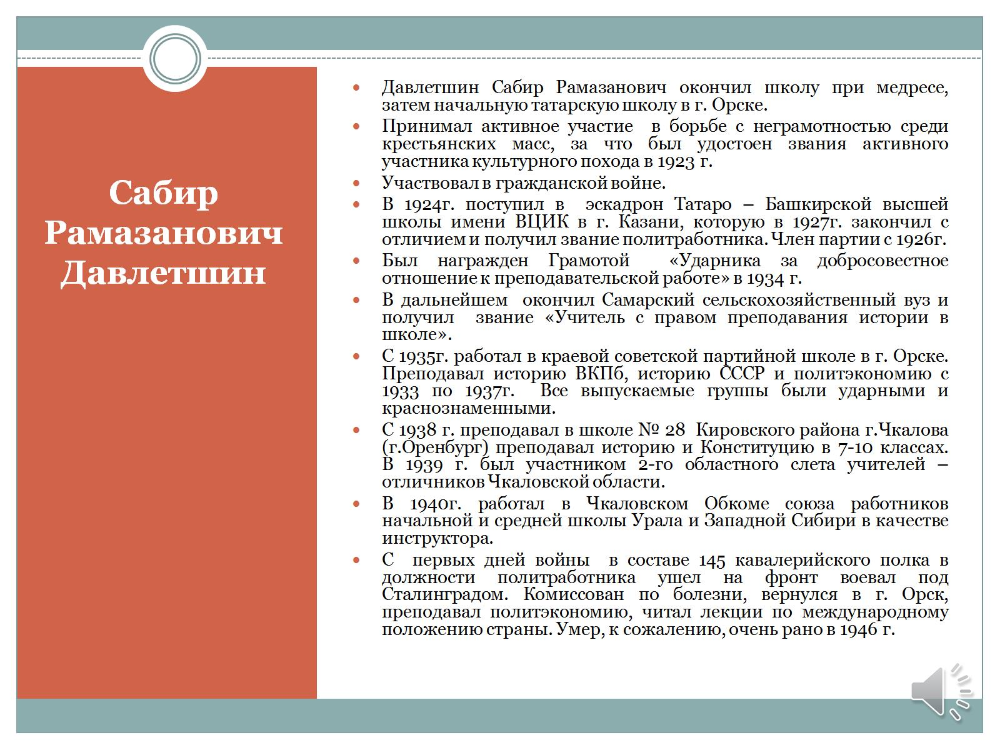 Сабир
Рамазанович
Давлетшин
Давлетшин Сабир Рамазанович окончил школу при медресе,
затем начальную татарскую школу в г. Орске.
Принимал активное участие в борьбе с неграмотностью среди
крестьянских масс, за что был удостоен звания активного
участника культурного похода в 1923 г.
Участвовал в гражданской войне.
В 1924г. поступил в эскадрон Татаро – Башкирской высшей
школы имени ВЦИК в г. Казани, которую в 1927г. закончил с
отличием и получил звание политработника. Член партии с 1926г.
Был награжден Грамотой «Ударника за добросовестное
отношение к преподавательской работе» в 1934 г.
В дальнейшем окончил Самарский сельскохозяйственный вуз и
получил звание «Учитель с правом преподавания истории в
школе».
С 1935г. работал в краевой советской партийной школе в г. Орске.
Преподавал историю ВКПб, историю СССР и политэкономию с
1933 по 1937г. Все выпускаемые группы были ударными и
краснознаменными.
С 1938 г. преподавал в школе № 28 Кировского района г.Чкалова
(г.Оренбург) преподавал историю и Конституцию в 7-10 классах.
В 1939 г. был участником 2-го областного слета учителей –
отличников Чкаловской области.
В 1940г. работал в Чкаловском Обкоме союза работников
начальной и средней школы Урала и Западной Сибири в качестве
инструктора.
С первых дней войны в составе 145 кавалерийского полка в
должности политработника ушел на фронт воевал под
Сталинградом. Комиссован по болезни, вернулся в г. Орск,
преподавал политэкономию, читал лекции по международному
положению страны. Умер, к сожалению, очень рано в 1946 г.